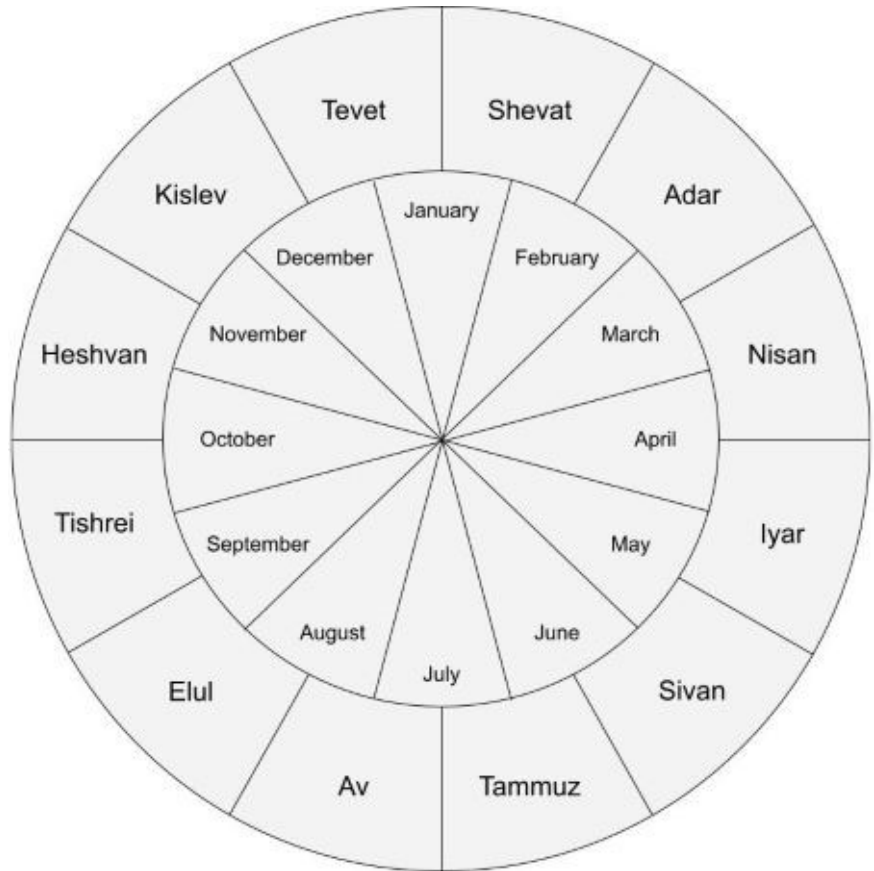 Tevet
Shevat
Adar
Nisan
Iyar
Sivan
Tammuz
Av
Elul
Tishrei
Heshvan
Kislev
January
February
March
April
May
June
July
August
September
October
November
December